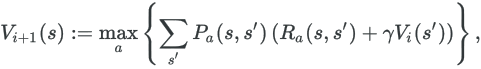 V_{i+1}(s) := \max_a \left\{ \sum_{s'} P_a(s, s') \left( R_a(s, s') + \gamma V_i(s') \right) \right\},